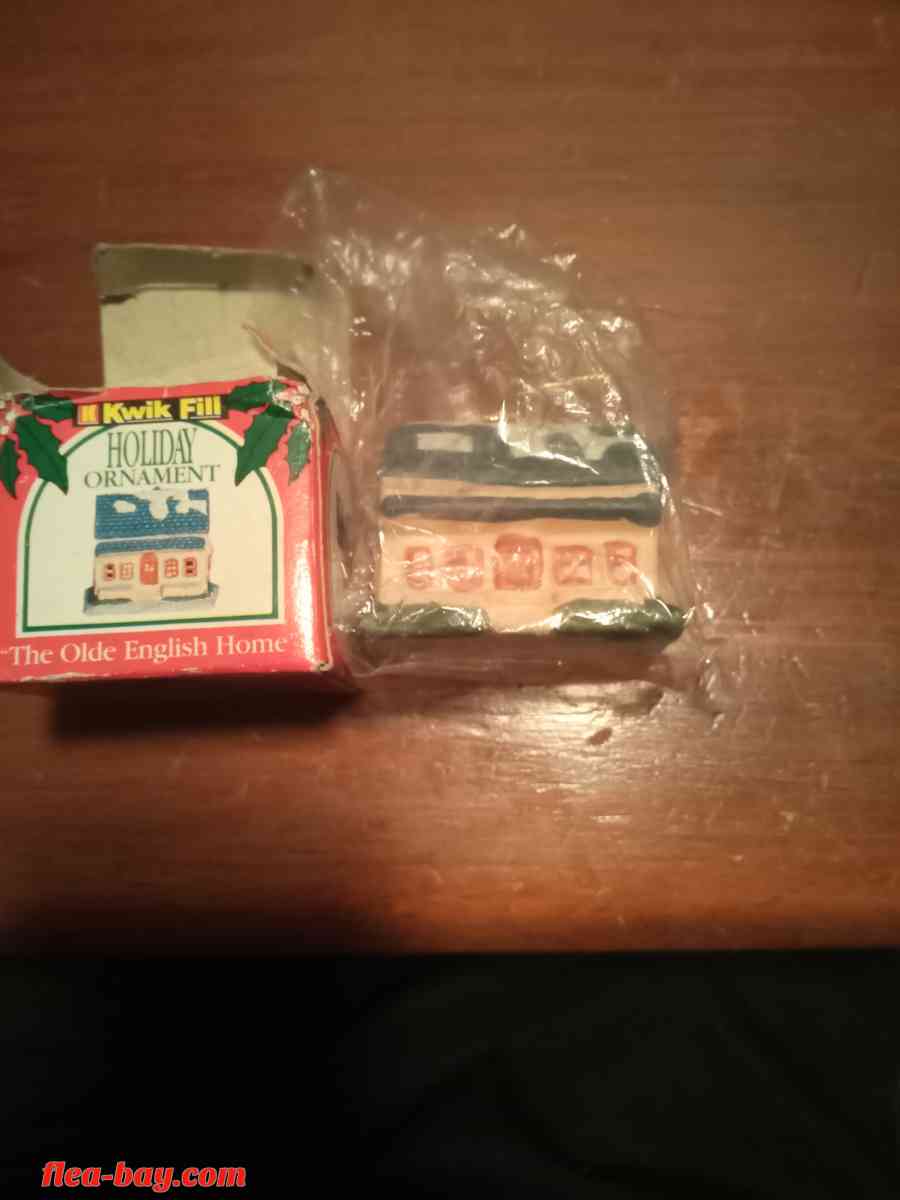 K Kwik Fill
HOLIDAY
ORNAMENT
"The Olde English Home"
flea-bay.com